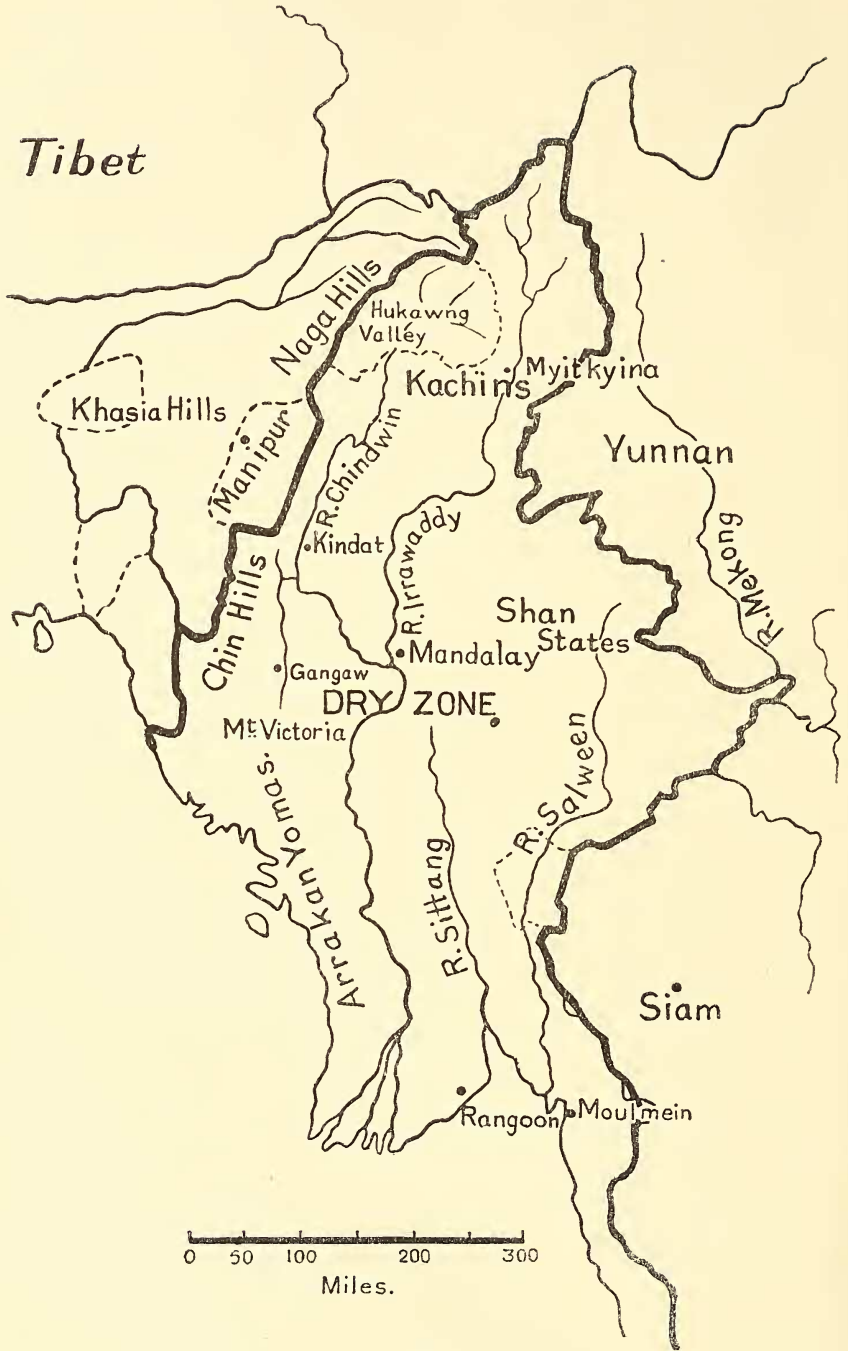 Tibet
Naga Hills
Hukawng
Valley
Khasia Hills
Manipur
Kachins
Myitkyina
Yunnan
R. Chindwin
Kindat
R. Irrawaddy
R. Mekong
Chin Hills
Shan
States
Gangaw
Mandalay
DRY ZONE
Mt. Victoria
R. Salween
Arrakan Yomas.
R. Sittang
Siam
Rangoon
Moulmein
0 50 100 200 300
Miles.